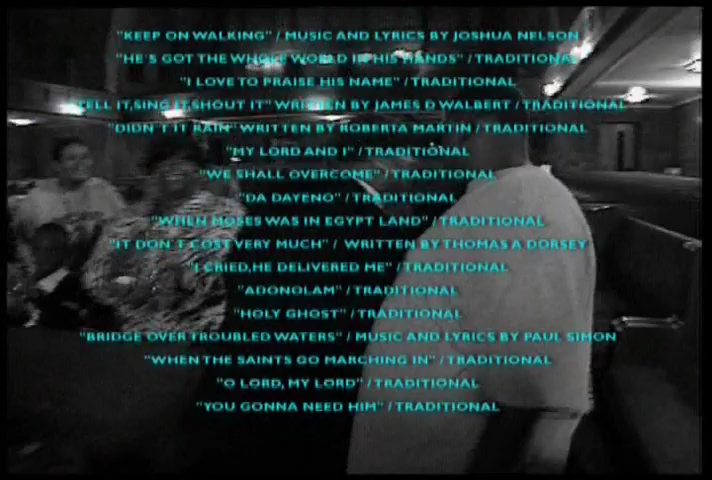 "KEEP ON WALKING" / MUSIC AND LYRICS BY JOSHUA NELSON
"HE'S GOT THE WHOLE WORLD IN HIS HANDS" / TRADITIONAL
"I LOVE TO PRAISE HIS NAME" / TRADITIONAL
"TELL IT,SING IT,SHOUT IT" WRITTEN BY JAMES D WALBERT / TRADITIONAL
"DIDN'T IT RAIN" WRITTEN BY ROBERTA MARTIN / TRADITIONAL
"MY LORD AND I" / TRADITIONAL
"WE SHALL OVERCOME" / TRADITIONAL
"DA DAYENO" / TRADITIONAL
"WHEN MOSES WAS IN EGYPT LAND" / TRADITIONAL
"IT DON'T COST VERY MUCH" / WRITTEN BY THOMAS A DORSEY
"I CRIED,HE DELIVERED ME" / TRADITIONAL
"ADONOLAM" / TRADITIONAL
"HOLY GHOST" / TRADITIONAL
"BRIDGE OVER TROUBLED WATERS" / MUSIC AND LYRICS BY PAUL SIMON
"WHEN THE SAINTS GO MARCHING IN" / TRADITIONAL
"O LORD, MY LORD" / TRADITIONAL
"YOU GONNA NEED HIM" / TRADITIONAL